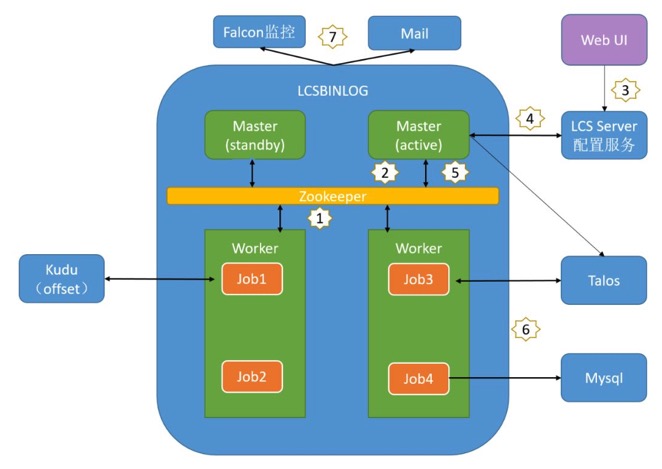 Falcon监控
7
Mail
Web UI
LCSBINLOG
3
Master
(standby)
Master
(active)
4
LCS Server
配置服务
2
5
Zookeeper
1
Worker
Worker
Kudu
（offset）
Job1
Job3
Talos
6
Job2
Job4
Mysql